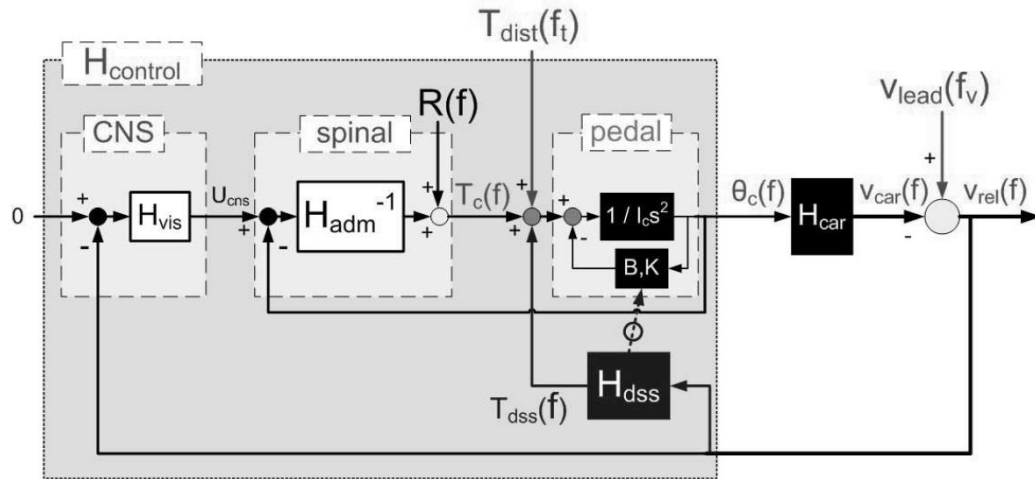 T_dist(f_t)
H_control
v_lead(f_v)
R(f)
CNS
spinal
pedal
+
+
+
+
+
+
+
+
-
-
-
-
+
+
0
H_vis
U_cns
H_adm^-1
T_c(f)
1 / I_c s²
θ_c(f)
H_car
v_car(f)
v_rel(f)
B,K
H_dss
T_dss(f)